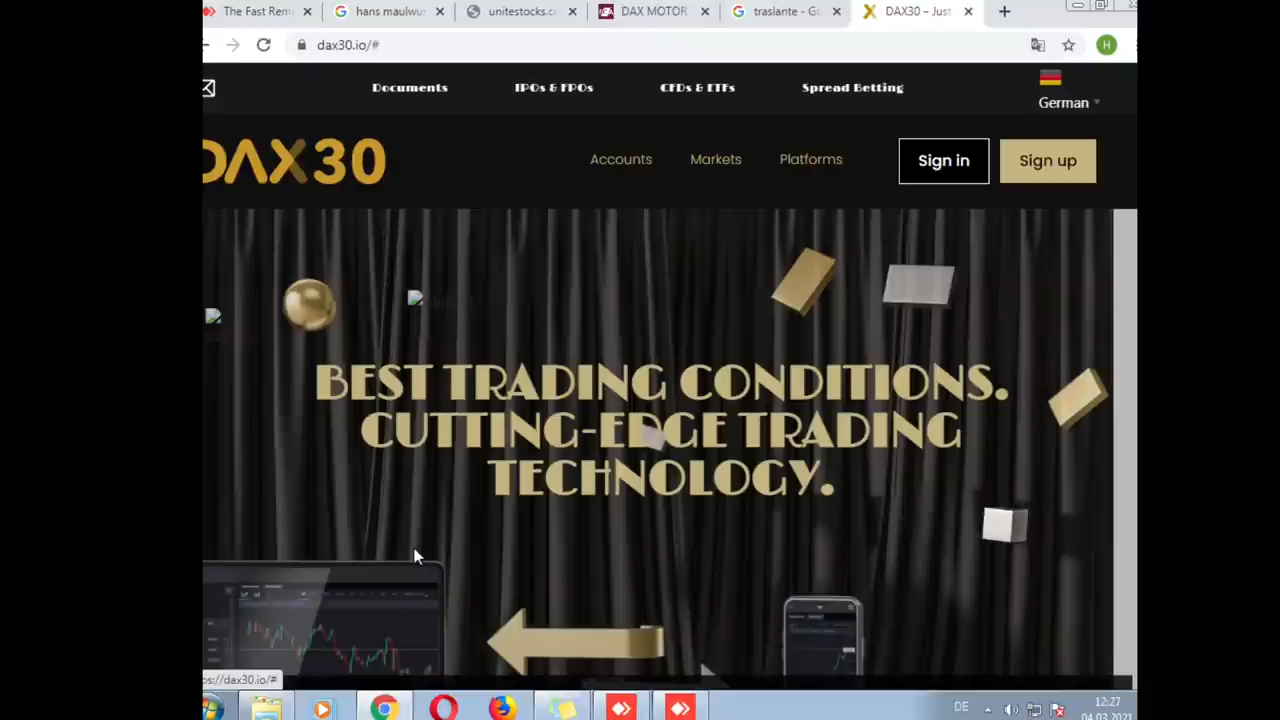 The Fast Rem
hans maulwur
unitestocks.c
DAX MOTOR
traslante - Go
DAX30 – Just
dax30.io/#
H
Documents
IPOs & FPOs
CFDs & ETFs
Spread Betting
German
DAX30
Accounts
Markets
Platforms
Sign in
Sign up
BEST TRADING CONDITIONS.
CUTTING-EDGE TRADING
TECHNOLOGY.
ps://dax30.io/#
DE
12:27
04.03.2021